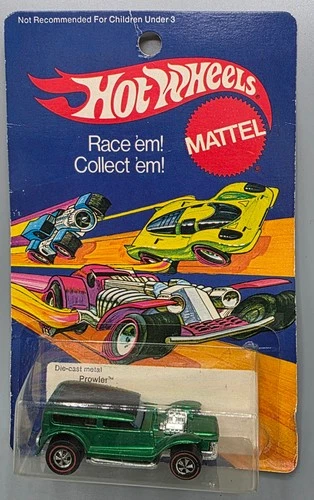 Not Recommended For Children Under 3
Hot Wheels
MATTEL
Race 'em!
Collect 'em!
Die-cast metal
Prowler™